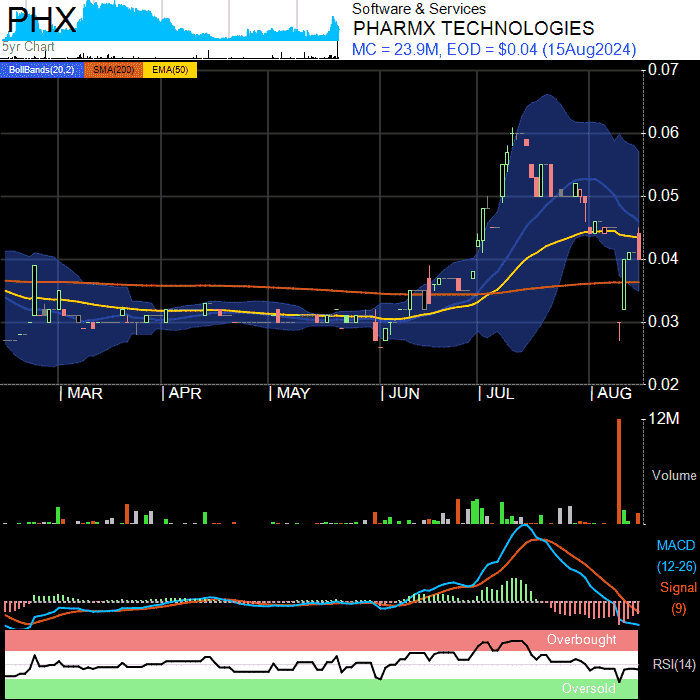 PHX
5yr Chart
Software & Services
PHARMX TECHNOLOGIES
MC = 23.9M, EOD = $0.04 (15Aug2024)
BollBands(20,2) SMA(200) EMA(50)
0.07
0.06
0.05
0.04
0.03
0.02
MAR APR MAY JUN JUL AUG
12M
Volume
MACD
(12-26)
Signal
(9)
Overbought
RSI(14)
Oversold